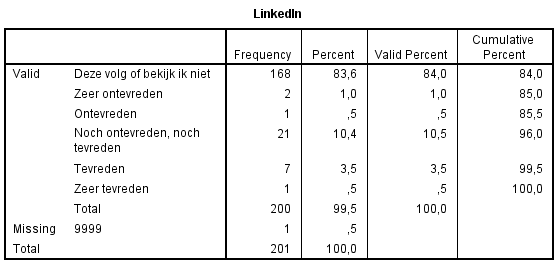 LinkedIn
Frequency Percent Valid Percent Cumulative Percent
Valid Deze volg of bekijk ik niet 168 83,6 84,0 84,0
Zeer ontevreden 2 1,0 1,0 85,0
Ontevreden 1 ,5 ,5 85,5
Noch ontevreden, noch tevreden 21 10,4 10,5 96,0
Tevreden 7 3,5 3,5 99,5
Zeer tevreden 1 ,5 ,5 100,0
Total 200 99,5 100,0
Missing 9999 1 ,5
Total 201 100,0